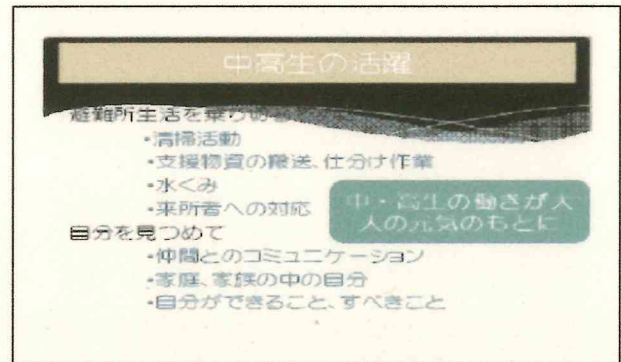 中高生の活躍
避難所生活を乗り切る
・清掃活動
・支援物資の搬送、仕分け作業
・水くみ
・来所者への対応
中・高生の働きが大
人の元気のもとに
自分を見つめて
・仲間とのコミュニケーション
・家庭、家族の中の自分
・自分ができること、すべきこと